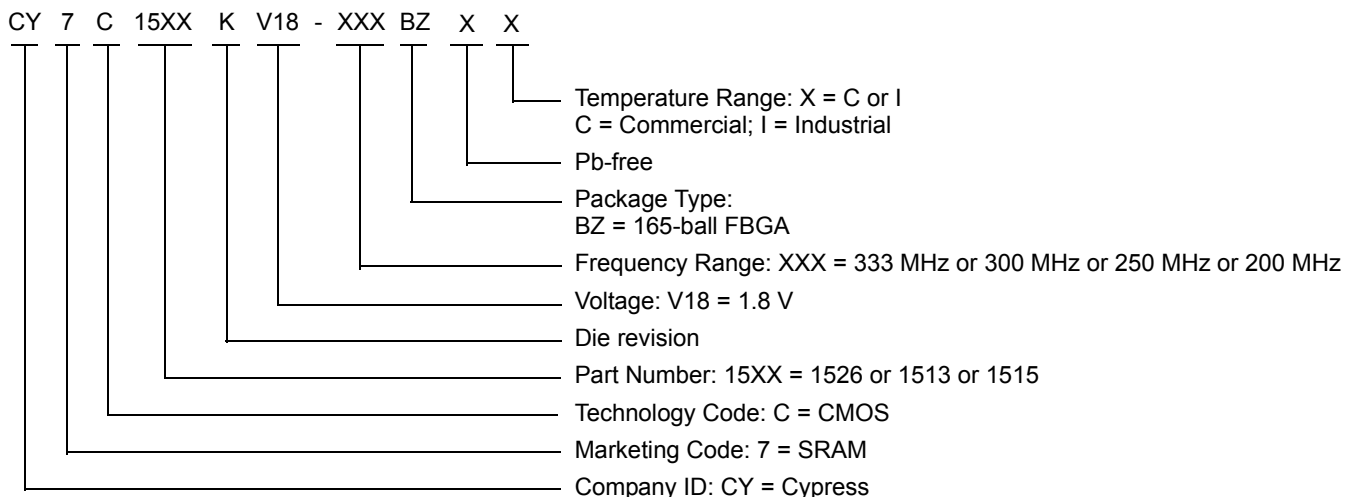 CY 7 C 15XX K V18 - XXX BZ X X
Temperature Range: X = C or I
C = Commercial; I = Industrial
Pb-free
Package Type:
BZ = 165-ball FBGA
Frequency Range: XXX = 333 MHz or 300 MHz or 250 MHz or 200 MHz
Voltage: V18 = 1.8 V
Die revision
Part Number: 15XX = 1526 or 1513 or 1515
Technology Code: C = CMOS
Marketing Code: 7 = SRAM
Company ID: CY = Cypress